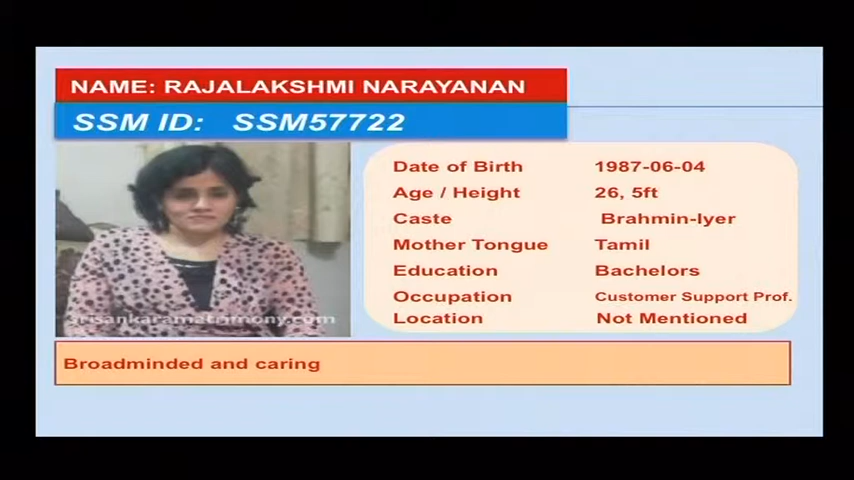 NAME: RAJALAKSHMI NARAYANAN
SSM ID: SSM57722
Date of Birth 1987-06-04
Age / Height 26, 5ft
Caste Brahmin-Iyer
Mother Tongue Tamil
Education Bachelors
Occupation Customer Support Prof.
Location Not Mentioned
srisankaramatrimony.com
Broadminded and caring